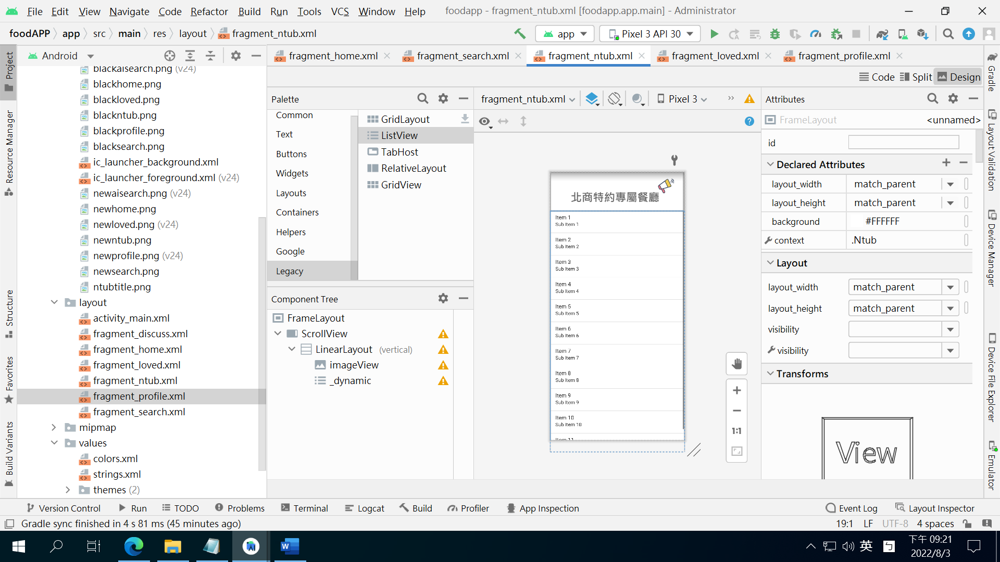 File Edit View Navigate Code Refactor Build Run Tools VCS Window Help foodapp - fragment_ntub.xml [foodapp.app.main] - Administrator
foodAPP app src main res layout fragment_ntub.xml app Pixel 3 API 30
Project
Resource Manager
Structure
Favorites
Build Variants
Android
blackaisearch.png (v24)
blackhome.png
blackloved.png
blackntub.png
blackprofile.png
blacksearch.png
ic_launcher_background.xml
ic_launcher_foreground.xml (v24)
newaisearch.png (v24)
newhome.png
newloved.png (v24)
newntub.png
newprofile.png (v24)
newsearch.png
ntubtitle.png
layout
activity_main.xml
fragment_discuss.xml
fragment_home.xml
fragment_loved.xml
fragment_ntub.xml
fragment_profile.xml
fragment_search.xml
mipmap
values
colors.xml
strings.xml
themes (2)
fragment_home.xml fragment_search.xml fragment_ntub.xml fragment_loved.xml fragment_profile.xml
Code Split Design
Palette
Common
Text
Buttons
Widgets
Layouts
Containers
Helpers
Google
Legacy
GridLayout
ListView
TabHost
RelativeLayout
GridView
Component Tree
FrameLayout
ScrollView
LinearLayout (vertical)
imageView
_dynamic
fragment_ntub.xml Pixel 3
北商特約專屬餐廳
Item 1
Sub Item 1
Item 2
Sub Item 2
Item 3
Sub Item 3
Item 4
Sub Item 4
Item 5
Sub Item 5
Item 6
Sub Item 6
Item 7
Sub Item 7
Item 8
Sub Item 8
Item 9
Sub Item 9
Item 10
Sub Item 10
Item 11
1:1
Attributes
FrameLayout <unnamed>
id
Declared Attributes
layout_width match_parent
layout_height match_parent
background #FFFFFF
context .Ntub
Layout
layout_width match_parent
layout_height match_parent
visibility
visibility
Transforms
View
Gradle
Layout Validation
Device Manager
Device File Explorer
Emulator
Version Control Run TODO Problems Terminal Logcat Build Profiler App Inspection Event Log Layout Inspector
Gradle sync finished in 4 s 81 ms (45 minutes ago) 19:1 LF UTF-8 4 spaces
英 ㄅ 下午 09:21
2022/8/3